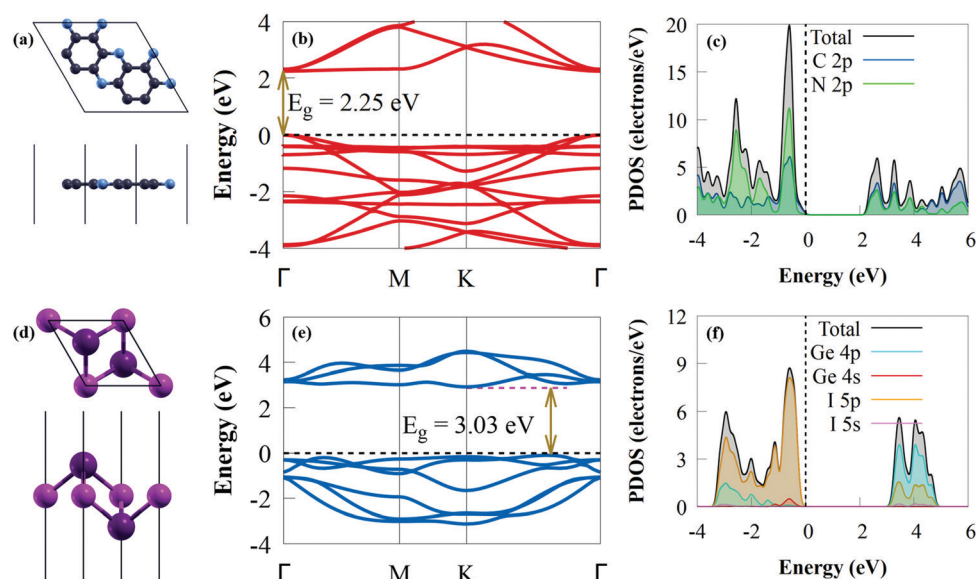 (a)
(b)
Energy (eV)
4
2
0
-2
-4
E_g = 2.25 eV
Γ
M
K
Γ
(c)
PDOS (electrons/eV)
20
15
10
5
0
Total
C 2p
N 2p
-4
-2
0
2
4
6
Energy (eV)
(d)
(e)
Energy (eV)
6
4
2
0
-2
-4
E_g = 3.03 eV
Γ
M
K
Γ
(f)
PDOS (electrons/eV)
12
9
6
3
0
Total
Ge 4p
Ge 4s
I 5p
I 5s
-4
-2
0
2
4
6
Energy (eV)